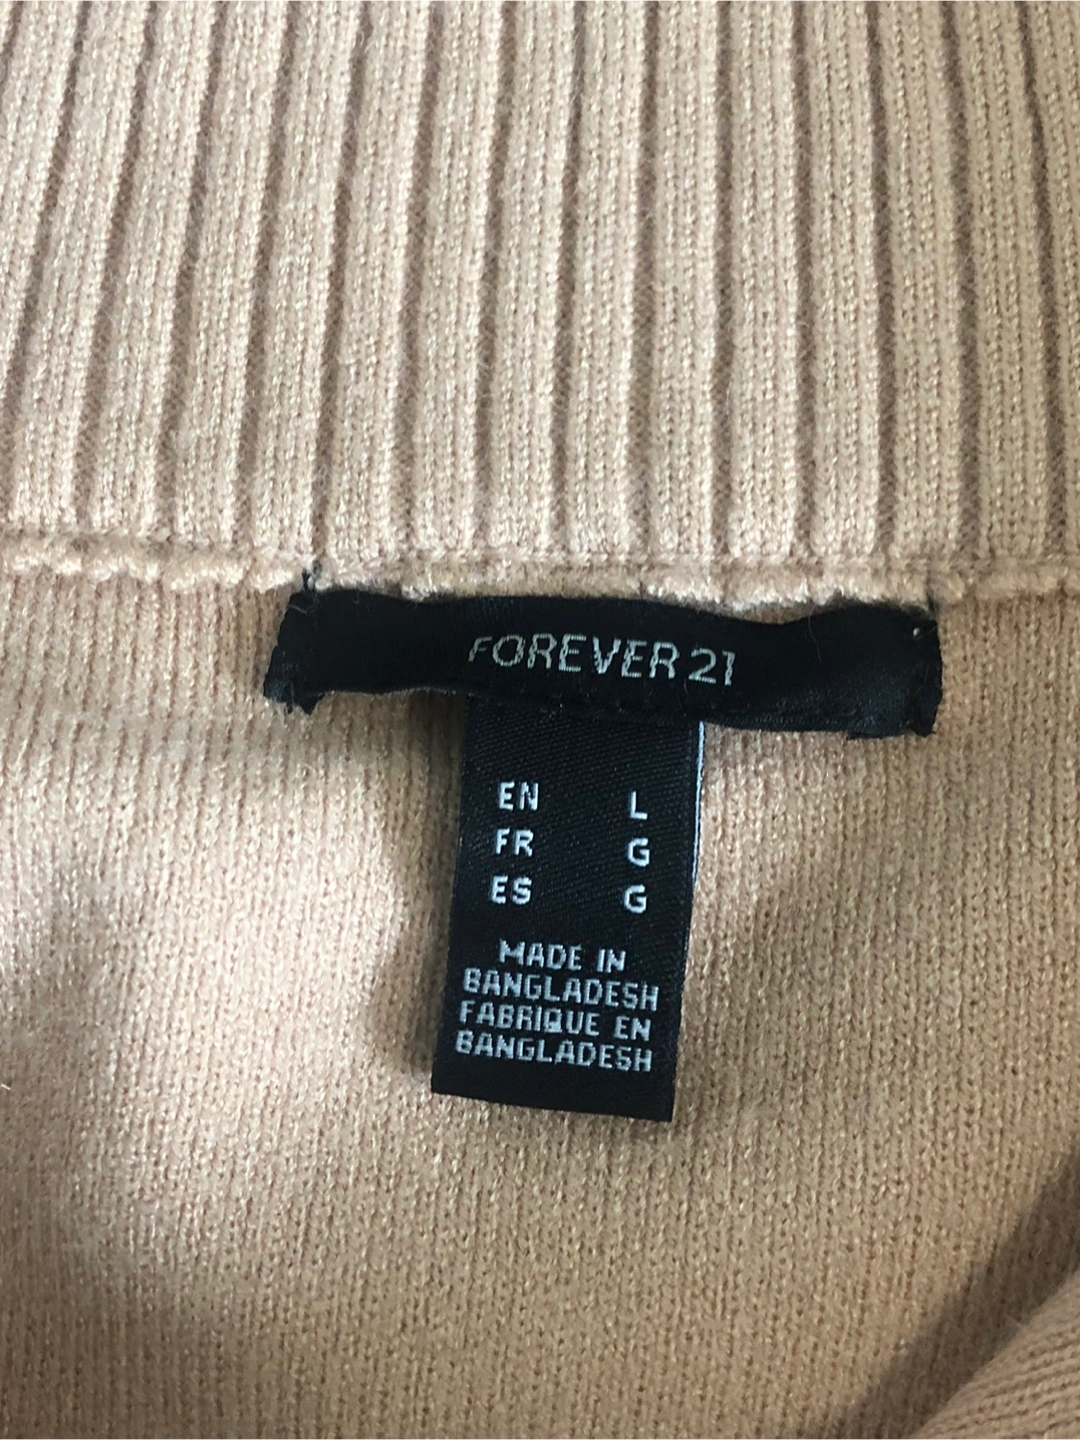 FOREVER 21
EN L
FR G
ES G
MADE IN
BANGLADESH
FABRIQUE EN
BANGLADESH